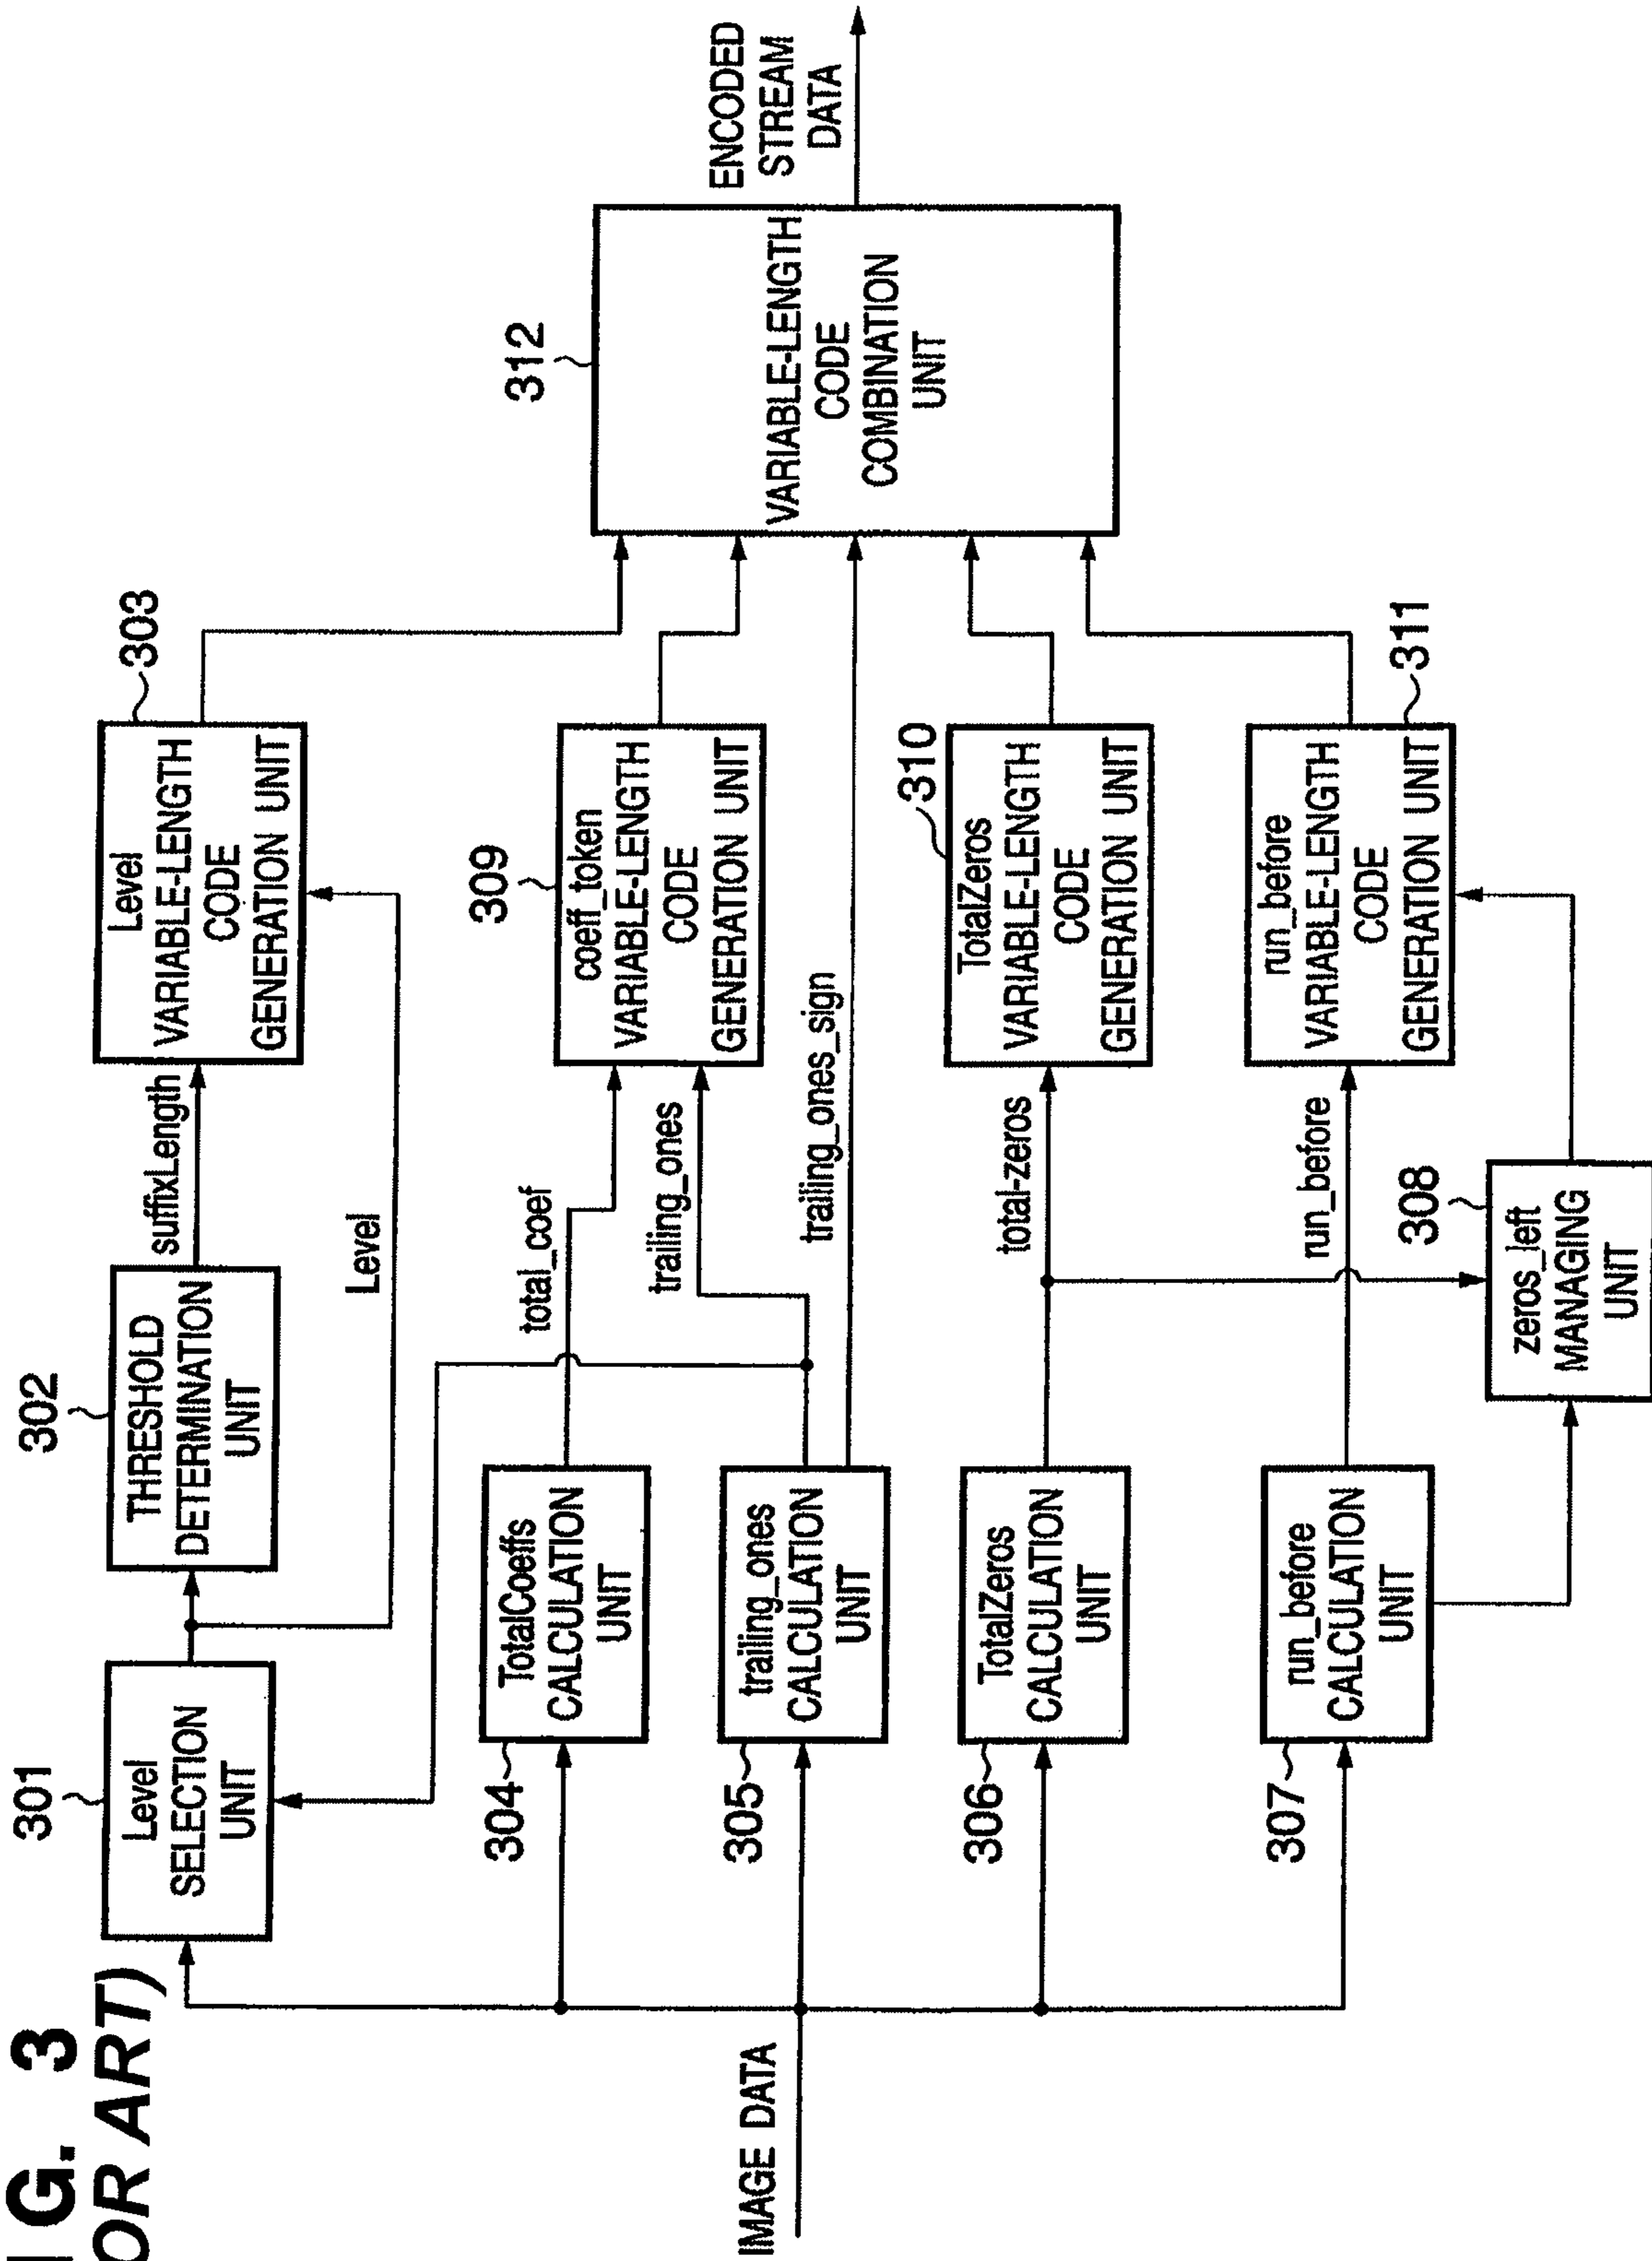 G. 3
OR ART)
301
Level
SELECTION
UNIT
302
THRESHOLD
DETERMINATION
UNIT
suffixLength
303
Level
VARIABLE-LENGTH
CODE
GENERATION UNIT
Level
304
TotalCoeffs
CALCULATION
UNIT
total_coef
309
coeff_token
VARIABLE-LENGTH
CODE
GENERATION UNIT
trailing_ones
IMAGE DATA
305
trailing_ones
CALCULATION
UNIT
trailing_ones_sign
312
VARIABLE-LENGTH
CODE
COMBINATION
UNIT
ENCODED
STREAM
DATA
306
TotalZeros
CALCULATION
UNIT
total-zeros
310
TotalZeros
VARIABLE-LENGTH
CODE
GENERATION UNIT
307
run_before
CALCULATION
UNIT
run_before
run_before
VARIABLE-LENGTH
CODE
GENERATION UNIT
311
308
zeros_left
MANAGING
UNIT